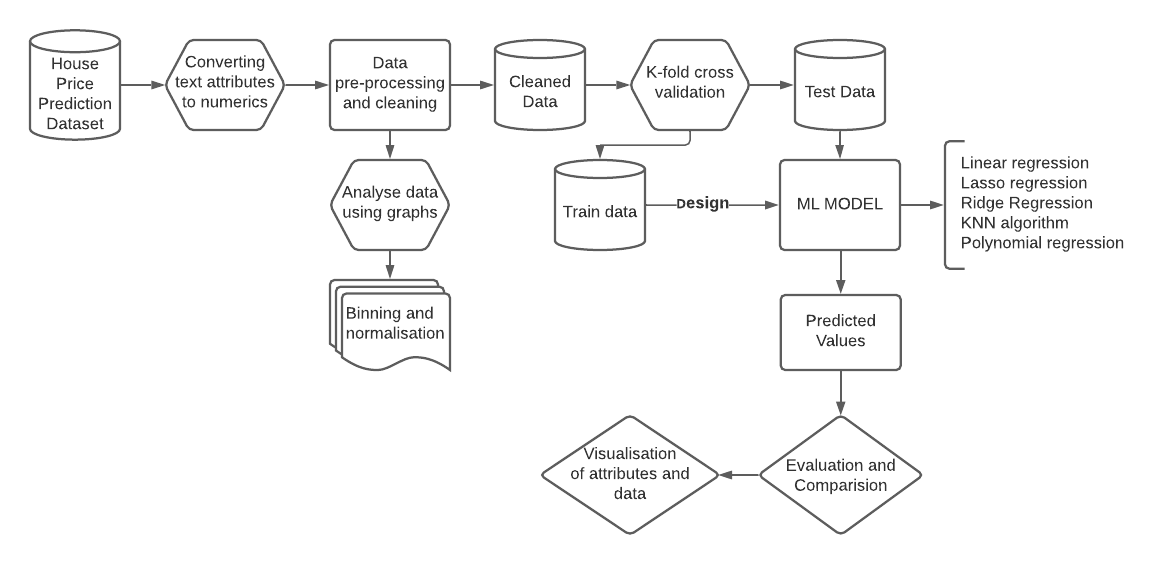 House
Price
Prediction
Dataset
Converting
text attributes
to numerics
Data
pre-processing
and cleaning
Cleaned
Data
K-fold cross
validation
Test Data
Analyse data
using graphs
Train data
Design
ML MODEL
Linear regression
Lasso regression
Ridge Regression
KNN algorithm
Polynomial regression
Binning and
normalisation
Predicted
Values
Visualisation
of attributes and
data
Evaluation and
Comparision